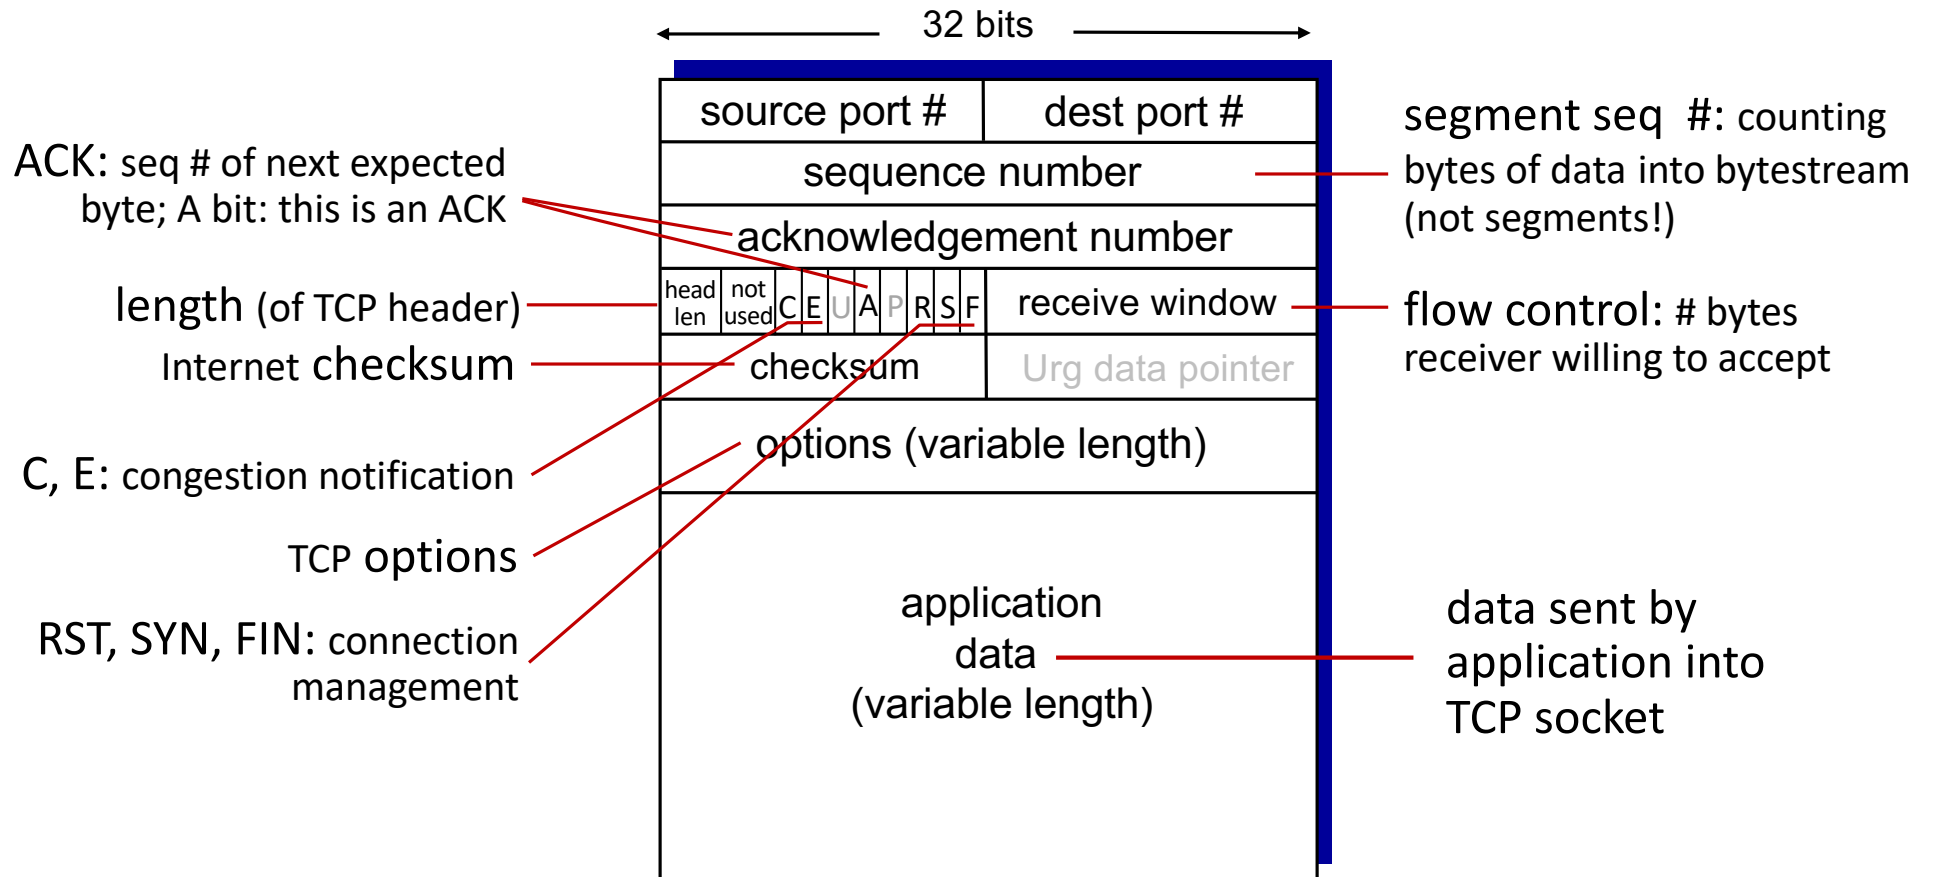 32 bits
source port #
dest port #
sequence number
acknowledgement number
head
len
not
used
C
E
U
A
P
R
S
F
receive window
checksum
Urg data pointer
options (variable length)
application
data
(variable length)
ACK: seq # of next expected
byte; A bit: this is an ACK
length (of TCP header)
Internet checksum
C, E: congestion notification
TCP options
RST, SYN, FIN: connection
management
segment seq #: counting
bytes of data into bytestream
(not segments!)
flow control: # bytes
receiver willing to accept
data sent by
application into
TCP socket